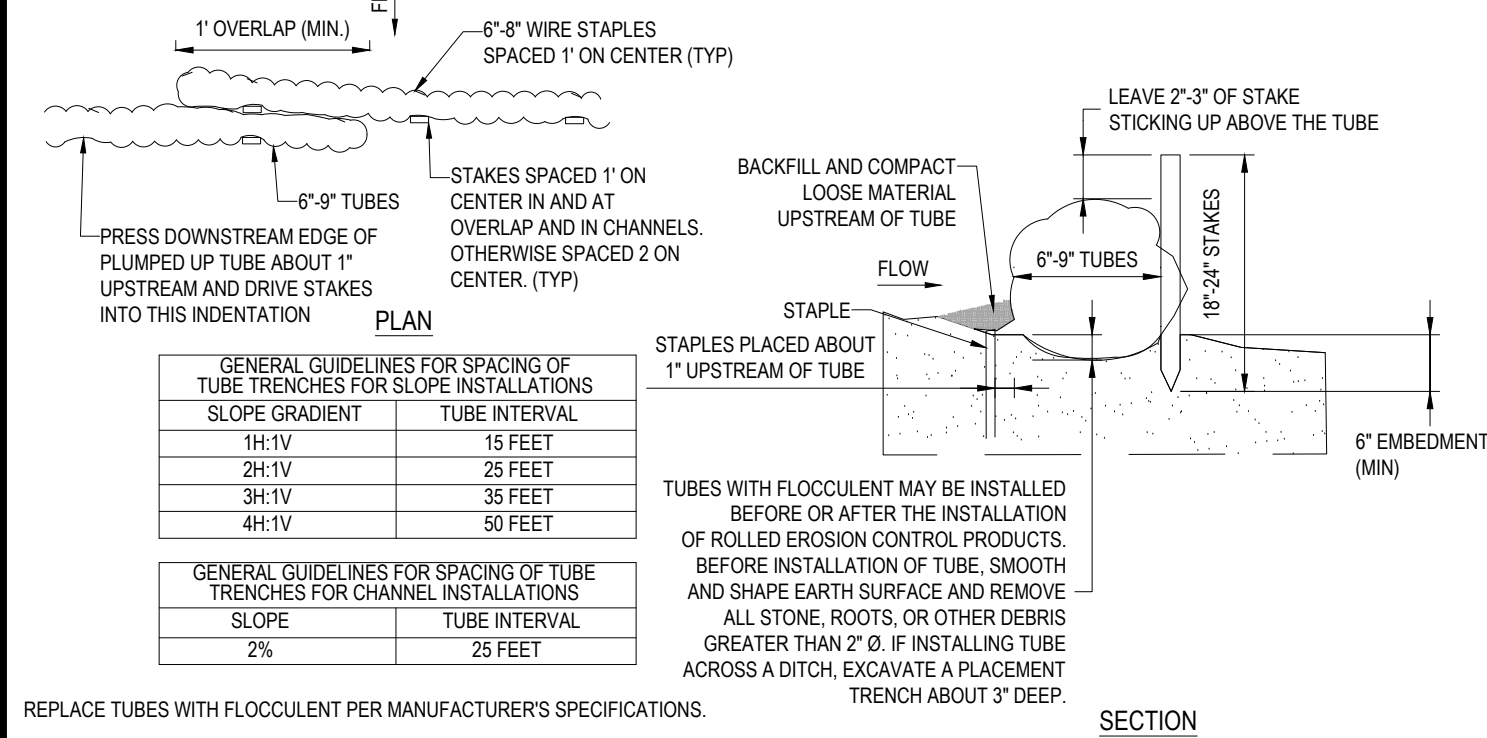 1' OVERLAP (MIN.)
6"-8" WIRE STAPLES
SPACED 1' ON CENTER (TYP)
6"-9" TUBES
PRESS DOWNSTREAM EDGE OF
PLUMPED UP TUBE ABOUT 1"
UPSTREAM AND DRIVE STAKES
INTO THIS INDENTATION
STAKES SPACED 1' ON
CENTER IN AND AT
OVERLAP AND IN CHANNELS.
OTHERWISE SPACED 2 ON
CENTER. (TYP)
PLAN
GENERAL GUIDELINES FOR SPACING OF
TUBE TRENCHES FOR SLOPE INSTALLATIONS
SLOPE GRADIENT TUBE INTERVAL
1H:1V 15 FEET
2H:1V 25 FEET
3H:1V 35 FEET
4H:1V 50 FEET
GENERAL GUIDELINES FOR SPACING OF TUBE
TRENCHES FOR CHANNEL INSTALLATIONS
SLOPE TUBE INTERVAL
2% 25 FEET
REPLACE TUBES WITH FLOCCULENT PER MANUFACTURER'S SPECIFICATIONS.
LEAVE 2"-3" OF STAKE
STICKING UP ABOVE THE TUBE
BACKFILL AND COMPACT
LOOSE MATERIAL
UPSTREAM OF TUBE
FLOW
6"-9" TUBES
18"-24" STAKES
STAPLE
STAPLES PLACED ABOUT
1" UPSTREAM OF TUBE
6" EMBEDMENT
(MIN)
TUBES WITH FLOCCULENT MAY BE INSTALLED
BEFORE OR AFTER THE INSTALLATION
OF ROLLED EROSION CONTROL PRODUCTS.
BEFORE INSTALLATION OF TUBE, SMOOTH
AND SHAPE EARTH SURFACE AND REMOVE
ALL STONE, ROOTS, OR OTHER DEBRIS
GREATER THAN 2" Ø. IF INSTALLING TUBE
ACROSS A DITCH, EXCAVATE A PLACEMENT
TRENCH ABOUT 3" DEEP.
SECTION